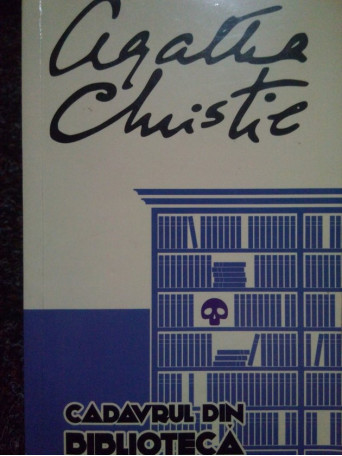 Agatha
Christie
CADAVRUL DIN
BIBLIOTECĂ